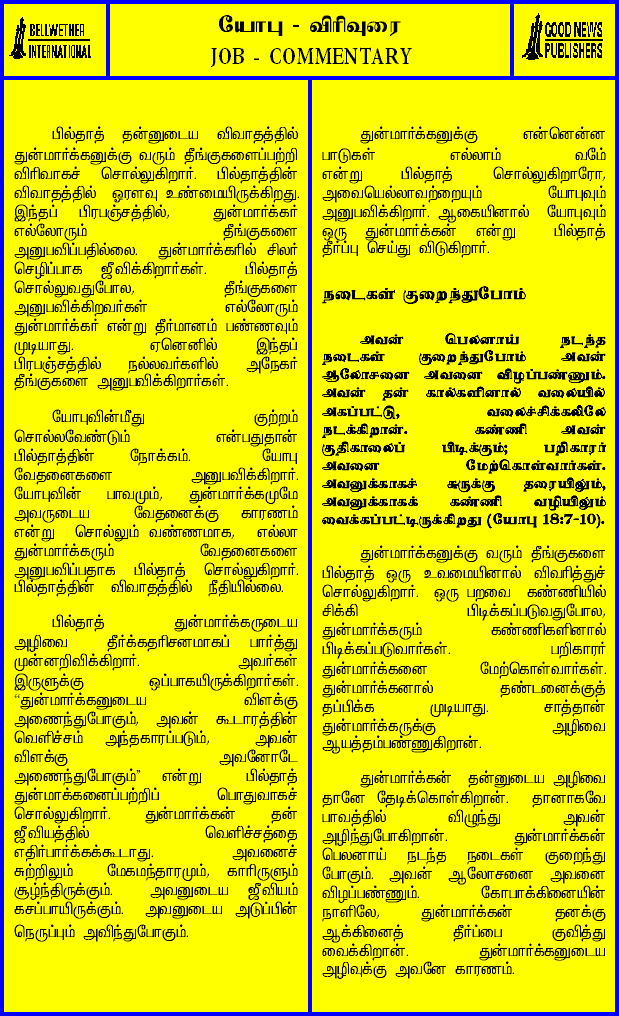 BELLWETHER
INTERNATIONAL
யோபு - விரிவுரை
JOB - COMMENTARY
GOOD NEWS
PUBLISHERS
பில்தாத் தன்னுடைய விவாதத்தில்
துன்மார்க்கனுக்கு வரும் தீங்குகளைப்பற்றி
விரிவாகச் சொல்லுகிறார். பில்தாத்தின்
விவாதத்தில் ஓரளவு உண்மையிருக்கிறது.
இந்தப் பிரபஞ்சத்தில், துன்மார்க்கர்
எல்லோரும் தீங்குகளை
அனுபவிப்பதில்லை. துன்மார்க்கரில் சிலர்
செழிப்பாக ஜீவிக்கிறார்கள். பில்தாத்
சொல்லுவதுபோல, தீங்குகளை
அனுபவிக்கிறவர்கள் எல்லோரும்
துன்மார்க்கர் என்று தீர்மானம் பண்ணவும்
முடியாது. ஏனெனில் இந்தப்
பிரபஞ்சத்தில் நல்லவர்களில் அநேகர்
தீங்குகளை அனுபவிக்கிறார்கள்.
யோபுவின்மீது குற்றம்
சொல்லவேண்டும் என்பதுதான்
பில்தாத்தின் நோக்கம். யோபு
வேதனைகளை அனுபவிக்கிறார்.
யோபுவின் பாவமும், துன்மார்க்கமுமே
அவருடைய வேதனைக்கு காரணம்
என்று சொல்லும் வண்ணமாக, எல்லா
துன்மார்க்கரும் வேதனைகளை
அனுபவிப்பதாக பில்தாத் சொல்லுகிறார்.
பில்தாத்தின் விவாதத்தில் நீதியில்லை.
பில்தாத் துன்மார்க்கருடைய
அழிவை தீர்க்கதரிசனமாகப் பார்த்து
முன்னறிவிக்கிறார். அவர்கள்
இருளுக்கு ஒப்பாகயிருக்கிறார்கள்.
“துன்மார்க்கனுடைய விளக்கு
அணைந்துபோகும், அவன் கூடாரத்தின்
வெளிச்சம் அந்தகாரப்படும், அவன்
விளக்கு அவனோடே
அணைந்துபோகும்” என்று பில்தாத்
துன்மாக்கனைப்பற்றிப் பொதுவாகச்
சொல்லுகிறார். துன்மார்க்கன் தன்
ஜீவியத்தில் வெளிச்சத்தை
எதிர்பார்க்கக்கூடாது. அவனைச்
சுற்றிலும் மேகமந்தாரமும், காரிருளும்
சூழ்ந்திருக்கும். அவனுடைய ஜீவியம்
கசப்பாயிருக்கும். அவனுடைய அடுப்பின்
நெருப்பும் அவிந்துபோகும்.
துன்மார்க்கனுக்கு என்னென்ன
பாடுகள் எல்லாம் வமே
என்று பில்தாத் சொல்லுகிறாரோ,
அவையெல்லாவற்றையும் யோபுவும்
அனுபவிக்கிறார். ஆகையினால் யோபுவும்
ஒரு துன்மார்க்கன் என்று பில்தாத்
தீர்ப்பு செய்து விடுகிறார்.
நடைகள் குறைந்துபோம்
அவன் பெலனாய் நடந்த
நடைகள் குறைந்துபோம் அவன்
ஆலோசனை அவனை விழப்பண்ணும்.
அவன் தன் கால்களினால் வலையில்
அகப்பட்டு, வலைச்சிக்கலிலே
நடக்கிறான். கண்ணி அவன்
குதிகாலைப் பிடிக்கும்; பறிகாரர்
அவனை மேற்கொள்வார்கள்.
அவனுக்காகச் சுருக்கு தரையிலும்,
அவனுக்காகக் கண்ணி வழியிலும்
வைக்கப்பட்டிருக்கிறது (யோபு 18:7-10).
துன்மார்க்கனுக்கு வரும் தீங்குகளை
பில்தாத் ஒரு உவமையினால் விவரித்துச்
சொல்லுகிறார். ஒரு பறவை கண்ணியில்
சிக்கி பிடிக்கப்படுவதுபோல,
துன்மார்க்கரும் கண்ணிகளினால்
பிடிக்கப்படுவார்கள். பறிகாரர்
துன்மார்க்கனை மேற்கொள்வார்கள்.
துன்மார்க்கனால் தண்டனைக்குத்
தப்பிக்க முடியாது. சாத்தான்
துன்மார்க்கருக்கு அழிவை
ஆயத்தம்பண்ணுகிறான்.
துன்மார்க்கன் தன்னுடைய அழிவை
தானே தேடிக்கொள்கிறான். தானாகவே
பாவத்தில் விழுந்து அவன்
அழிந்துபோகிறான். துன்மார்க்கன்
பெலனாய் நடந்த நடைகள் குறைந்து
போகும். அவன் ஆலோசனை அவனை
விழப்பண்ணும். கோபாக்கினையின்
நாளிலே, துன்மார்க்கன் தனக்கு
ஆக்கினைத் தீர்ப்பை குவித்து
வைக்கிறான். துன்மார்க்கனுடைய
அழிவுக்கு அவனே காரணம்.